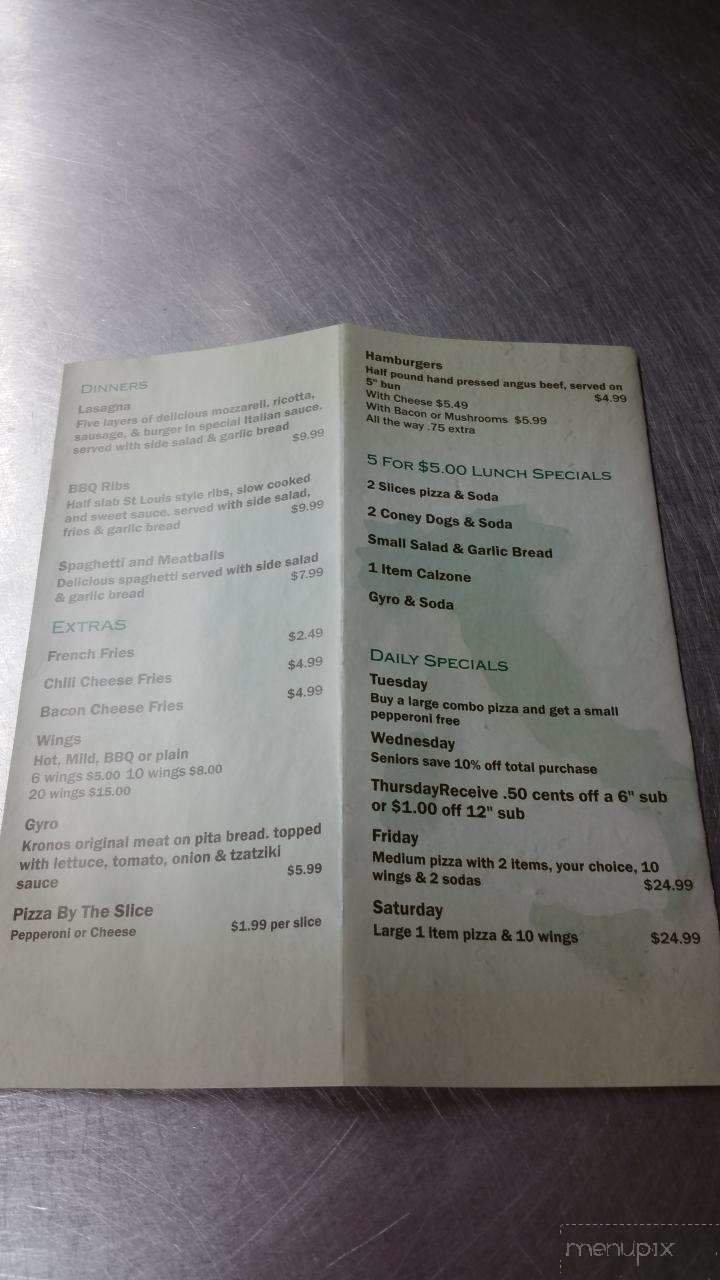 DINNERS
Lasagna
Five layers of delicious mozzarell, ricotta,
sausage, & burger in special Italian sauce.
served with side salad & garlic bread
$9.99
BBQ Ribs
Half slab St Louis style ribs, slow cooked
and sweet sauce. served with side salad,
fries & garlic bread
$9.99
Spaghetti and Meatballs
Delicious spaghetti served with side salad
& garlic bread
$7.99
EXTRAS
French Fries $2.49
Chili Cheese Fries $4.99
Bacon Cheese Fries $4.99
Wings
Hot, Mild, BBQ or plain
6 wings $5.00 10 wings $8.00
20 wings $15.00
Gyro
Kronos original meat on pita bread. topped
with lettuce, tomato, onion & tzatziki
sauce $5.99
Pizza By The Slice
Pepperoni or Cheese $1.99 per slice
Hamburgers
Half pound hand pressed angus beef, served on
5" bun $4.99
With Cheese $5.49
With Bacon or Mushrooms $5.99
All the way .75 extra
5 FOR $5.00 LUNCH SPECIALS
2 Slices pizza & Soda
2 Coney Dogs & Soda
Small Salad & Garlic Bread
1 Item Calzone
Gyro & Soda
DAILY SPECIALS
Tuesday
Buy a large combo pizza and get a small
pepperoni free
Wednesday
Seniors save 10% off total purchase
ThursdayReceive .50 cents off a 6" sub
or $1.00 off 12" sub
Friday
Medium pizza with 2 items, your choice, 10
wings & 2 sodas $24.99
Saturday
Large 1 Item pizza & 10 wings $24.99
menupix